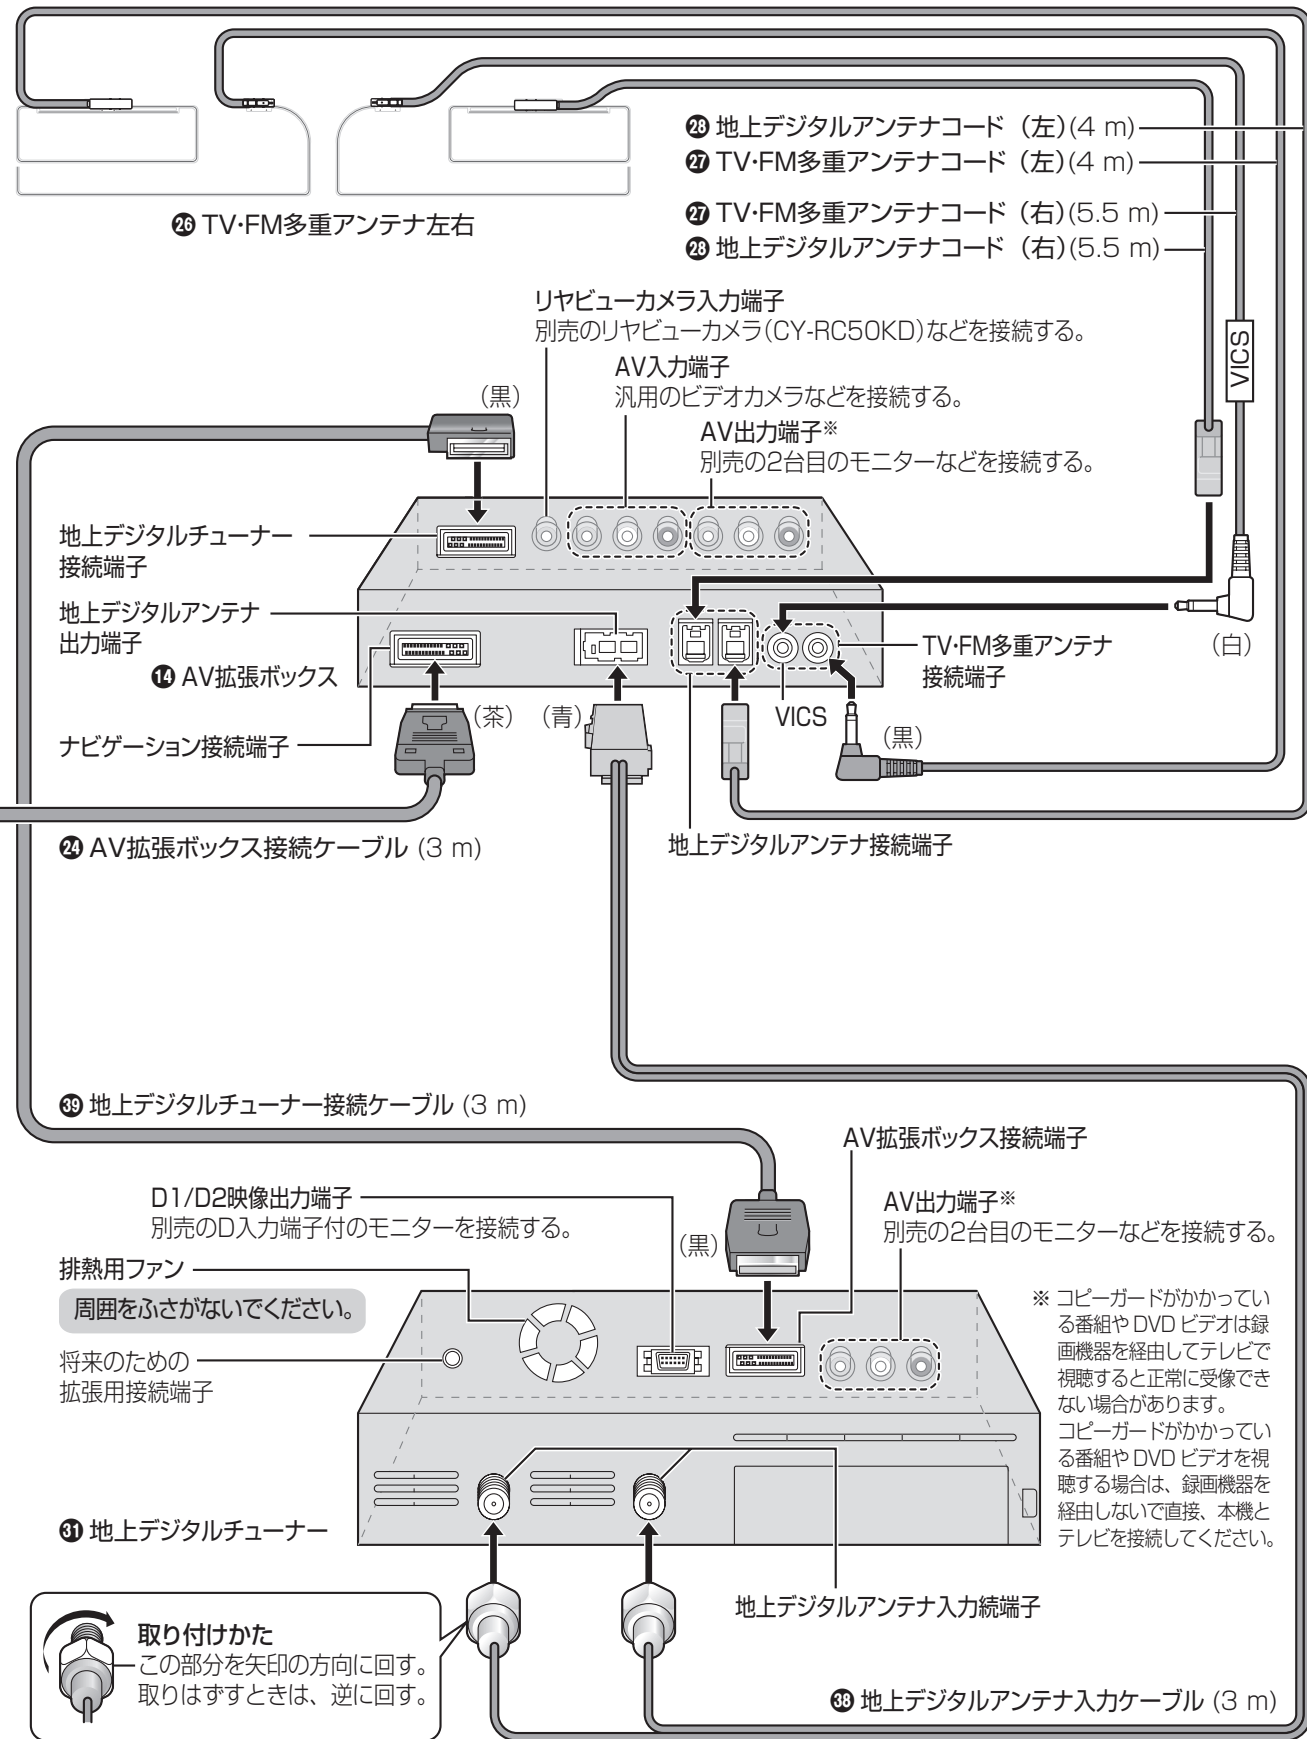 ㉘ 地上デジタルアンテナコード（左）(4 m)
㉗ TV･FM多重アンテナコード（左）(4 m)
㉖ TV･FM多重アンテナ左右
㉗ TV･FM多重アンテナコード（右）(5.5 m)
㉘ 地上デジタルアンテナコード（右）(5.5 m)
リヤビューカメラ入力端子
別売のリヤビューカメラ（CY-RC50KD）などを接続する。
VICS
AV入力端子
汎用のビデオカメラなどを接続する。
（黒）
AV出力端子※
別売の2台目のモニターなどを接続する。
地上デジタルチューナー
接続端子
地上デジタルアンテナ
出力端子
⓮ AV拡張ボックス
TV･FM多重アンテナ
接続端子
（白）
（茶）
（青）
VICS
（黒）
ナビゲーション接続端子
㉔ AV拡張ボックス接続ケーブル (3 m)
地上デジタルアンテナ接続端子
㊴ 地上デジタルチューナー接続ケーブル (3 m)
AV拡張ボックス接続端子
D1/D2映像出力端子
別売のD入力端子付のモニターを接続する。
（黒）
AV出力端子※
別売の2台目のモニターなどを接続する。
排熱用ファン
周囲をふさがないでください。
将来のための
拡張用接続端子
※ コピーガードがかかってい
る番組や DVD ビデオは録
画機器を経由してテレビで
視聴すると正常に受像でき
ない場合があります。
コピーガードがかかってい
る番組や DVD ビデオを視
聴する場合は、録画機器を
経由しないで直接、本機と
テレビを接続してください。
㉛ 地上デジタルチューナー
地上デジタルアンテナ入力続端子
取り付けかた
この部分を矢印の方向に回す。
取りはずすときは、逆に回す。
㊳ 地上デジタルアンテナ入力ケーブル (3 m)